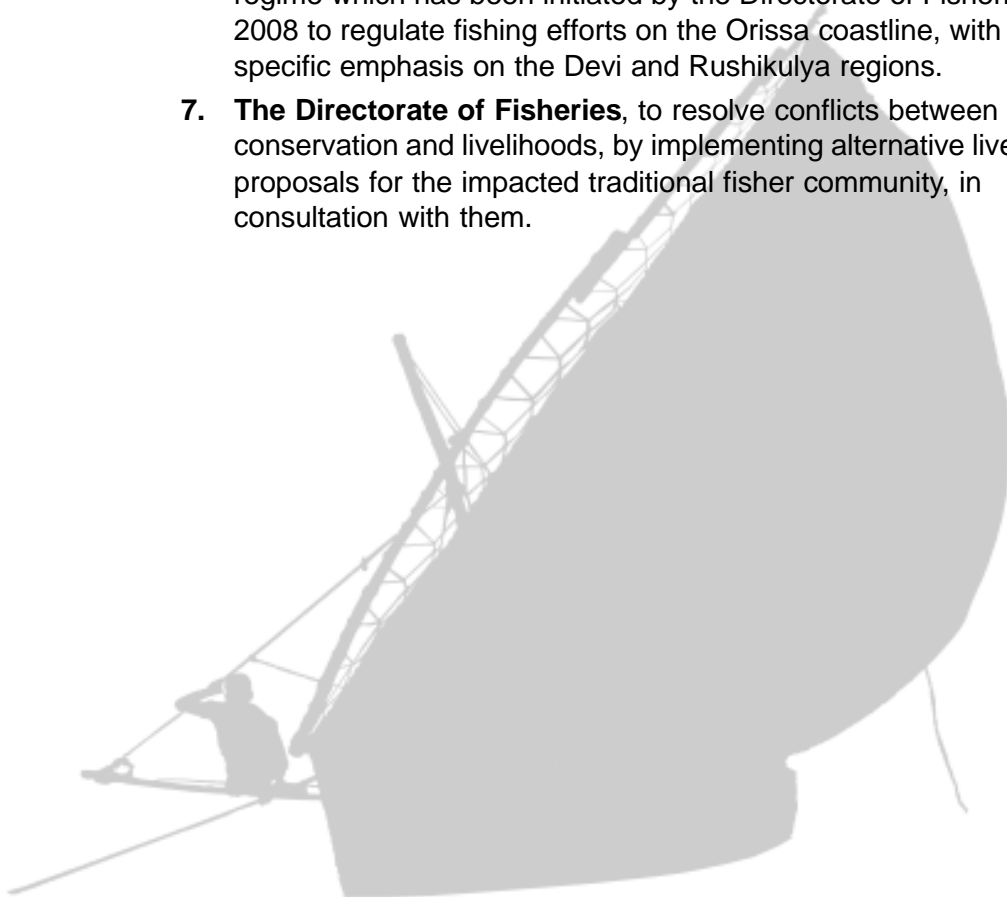 regime which has been initiated by the Directorate of Fisheries
2008 to regulate fishing efforts on the Orissa coastline, with
specific emphasis on the Devi and Rushikulya regions.
7. The Directorate of Fisheries, to resolve conflicts between
conservation and livelihoods, by implementing alternative
proposals for the impacted traditional fisher community, in
consultation with them.